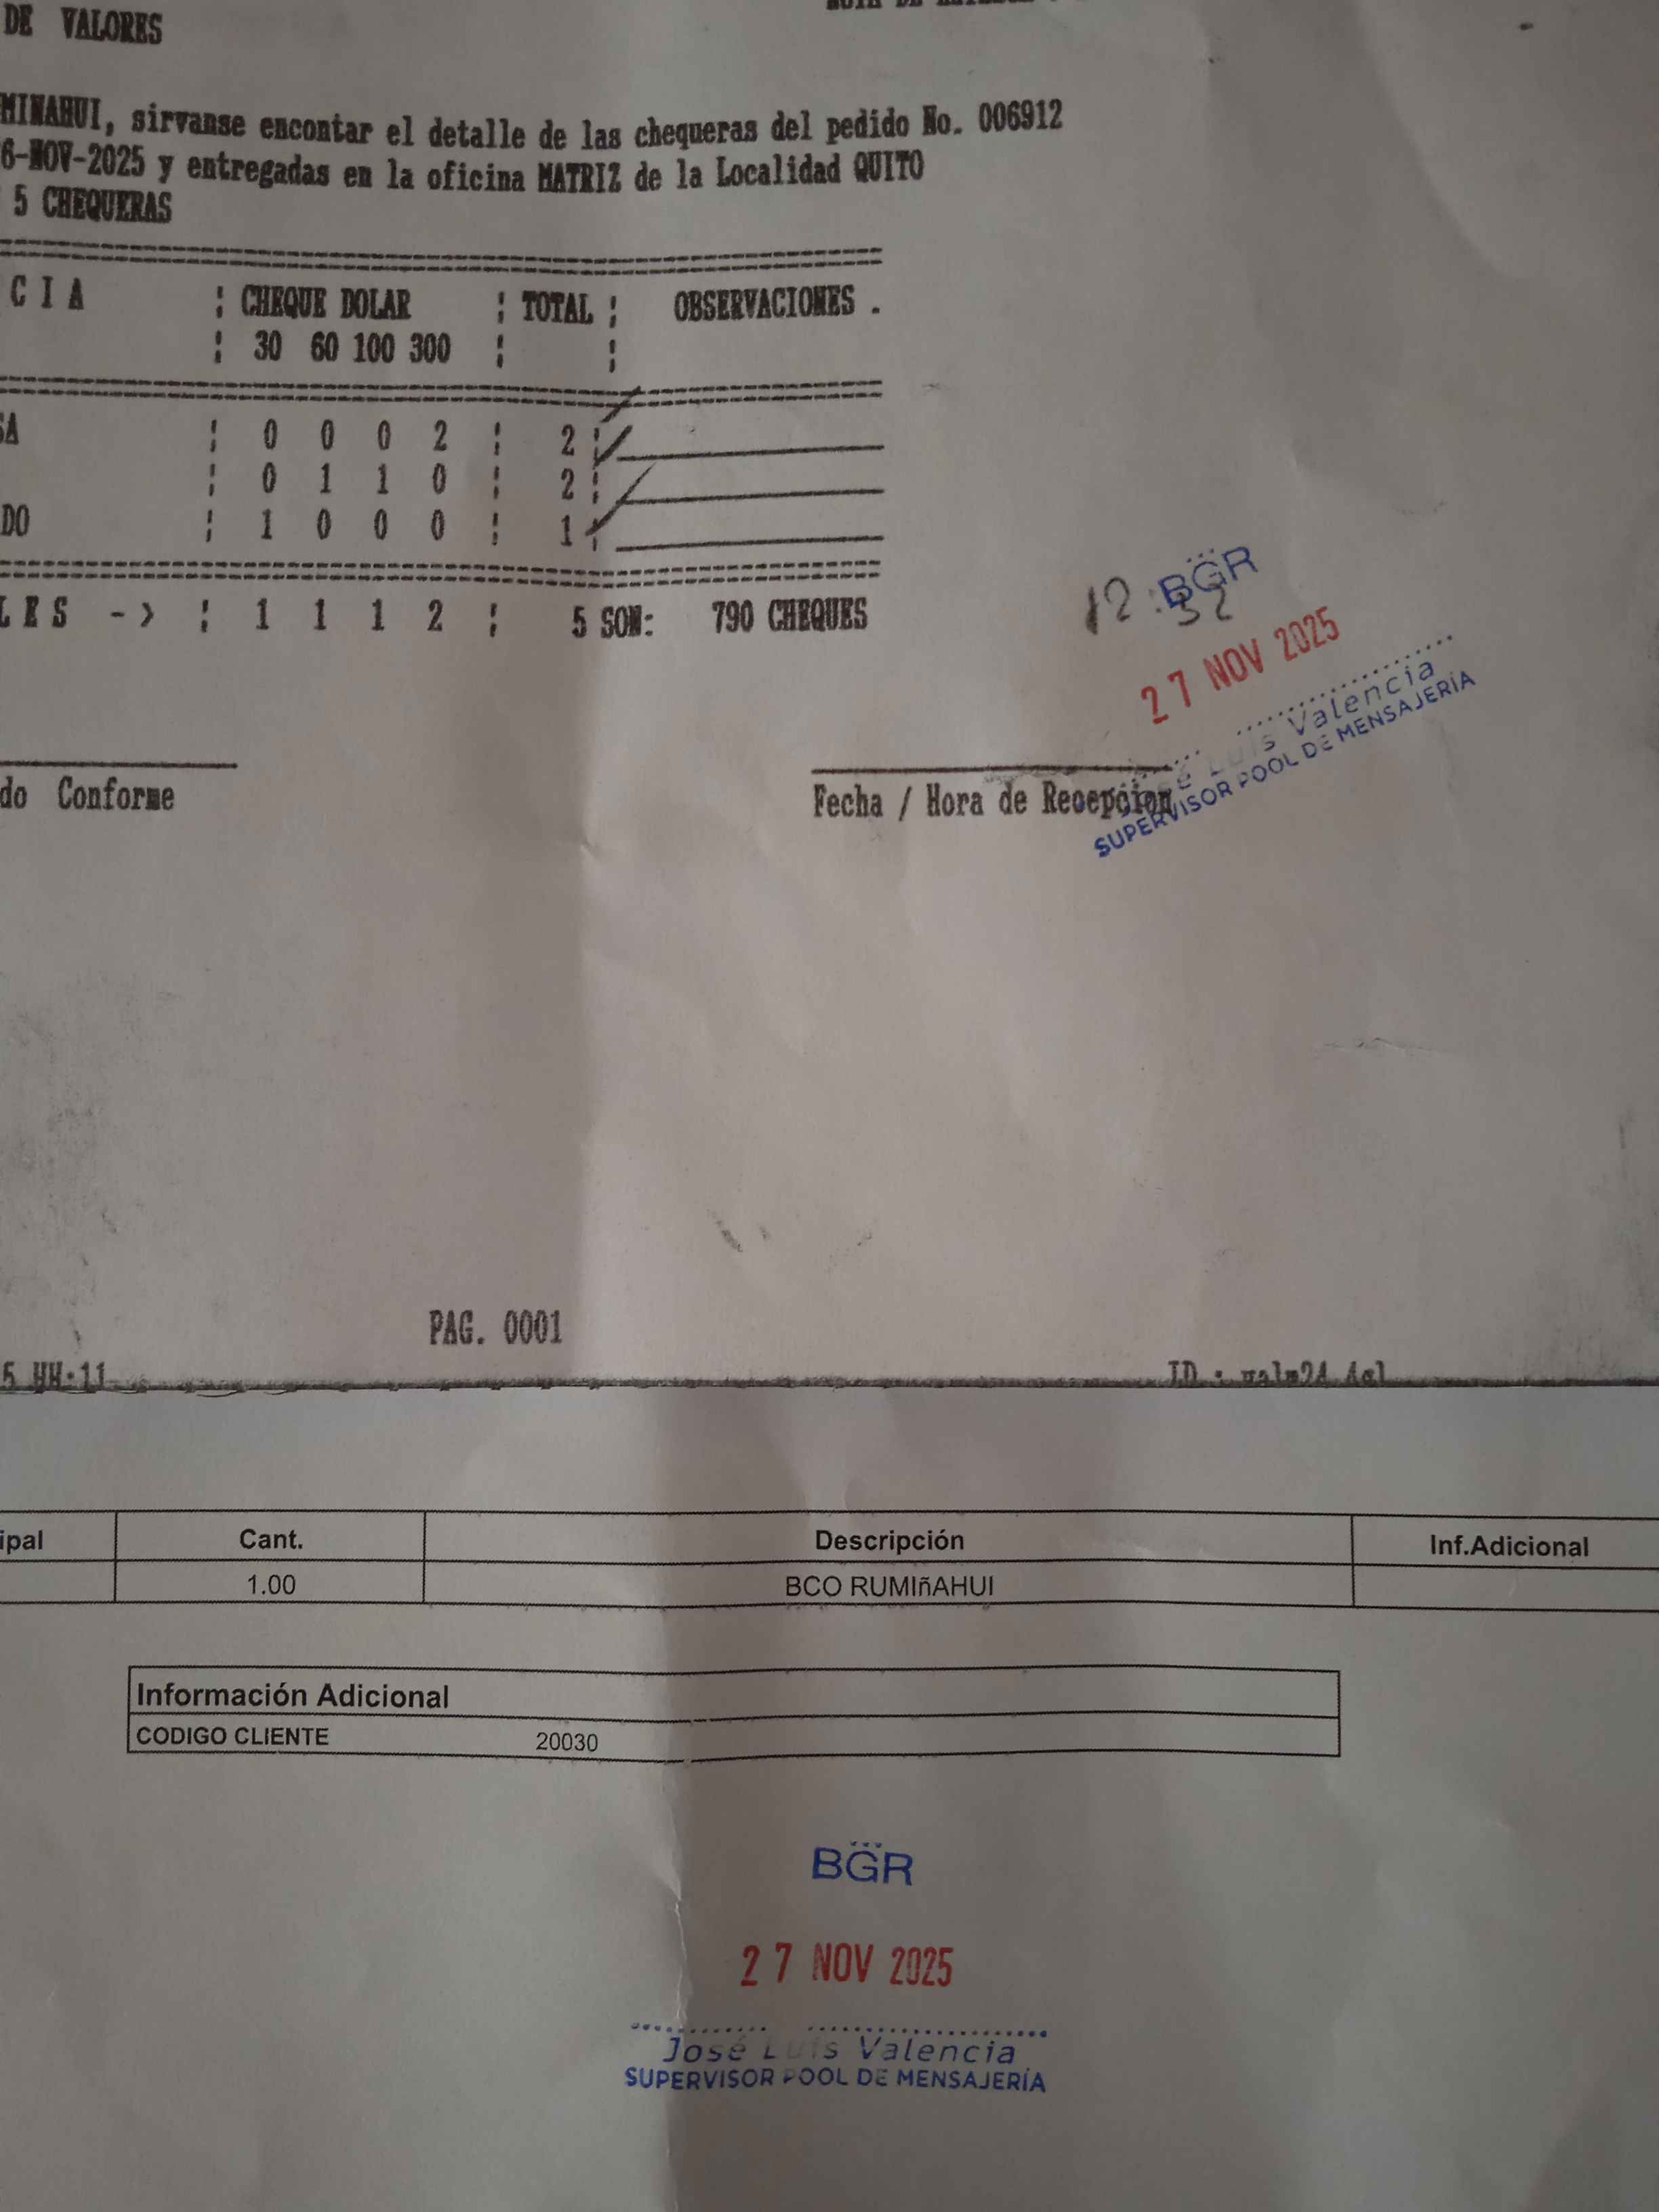 DE VALORES
MINAHUI, sirvanse encontar el detalle de las chequeras del pedido No. 006912
6-NOV-2025 y entregadas en la oficina MATRIZ de la Localidad QUITO
5 CHEQUERAS
C I A ¦ CHEQUE DOLAR ¦ TOTAL ¦ OBSERVACIONES .
¦ 30 60 100 300 ¦ ¦
SA ¦ 0 0 0 2 ¦ 2 ¦
¦ 0 1 1 0 ¦ 2 ¦
DO ¦ 1 0 0 0 ¦ 1 ¦
LES -> ¦ 1 1 1 2 ¦ 5 SON: 790 CHEQUES
BGR
12:32
27 NOV 2025
José Luis Valencia
SUPERVISOR POOL DE MENSAJERÍA
do Conforme
Fecha / Hora de Recepcion
PAG. 0001
ipal Cant. Descripción Inf.Adicional
1.00 BCO RUMIñAHUI
Información Adicional
CODIGO CLIENTE 20030
BGR
27 NOV 2025
José Luis Valencia
SUPERVISOR POOL DE MENSAJERÍA